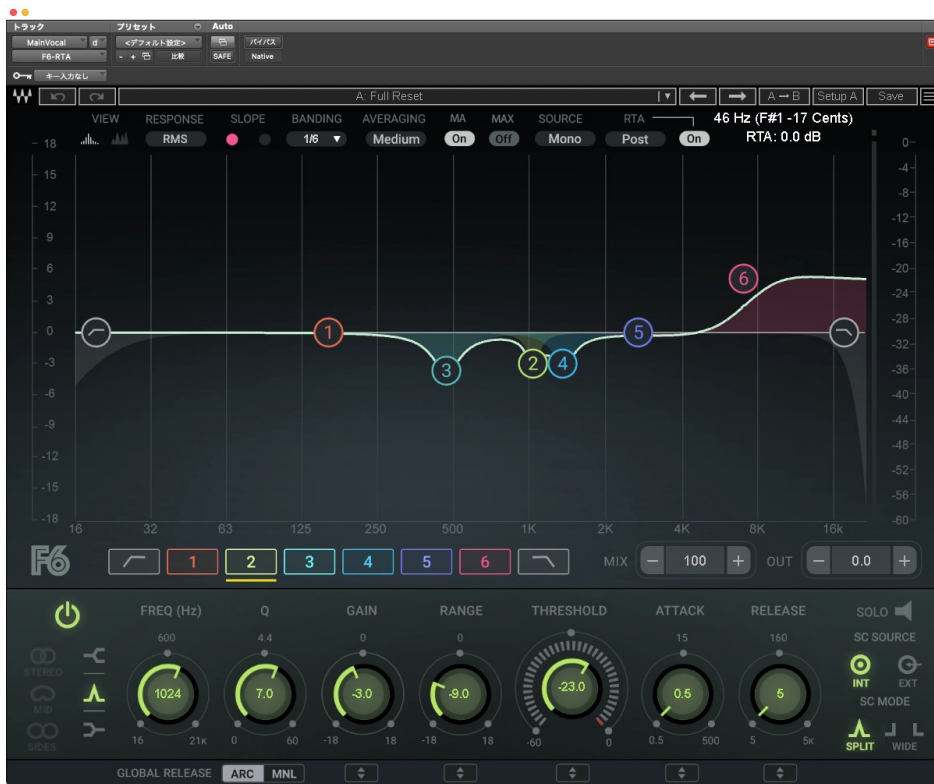 トラック プリセット Auto
MainVocal d <デフォルト設定> バイパス
F6-RTA - + 比較 SAFE Native
キー入力なし
A: Full Reset A→B Setup A Save
VIEW RESPONSE SLOPE BANDING AVERAGING MA MAX SOURCE RTA 46 Hz (F#1 -17 Cents)
RMS 1/6 Medium On Off Mono Post On RTA: 0.0 dB
18 0
-4
15
-8
12
-12
9
-16
6 -20
6
3 -24
-28
0 1 5
-32
-3 3 2 4
-36
-6 -40
-9 -44
-12 -48
-52
-15
-56
-18 -60
16 32 63 125 250 500 1K 2K 4K 8K 16k
F6 1 2 3 4 5 6 MIX - 100 + OUT - 0.0 +
FREQ (Hz) Q GAIN RANGE THRESHOLD ATTACK RELEASE SOLO
600 4.4 0 0 15 160 SC SOURCE
STEREO
1024 7.0 -3.0 -9.0 -23.0 0.5 5 INT EXT
MID SC MODE
16 21K 0 60 -18 18 -18 18 -60 0 0.5 500 5 5K
SIDES SPLIT WIDE
GLOBAL RELEASE ARC MNL